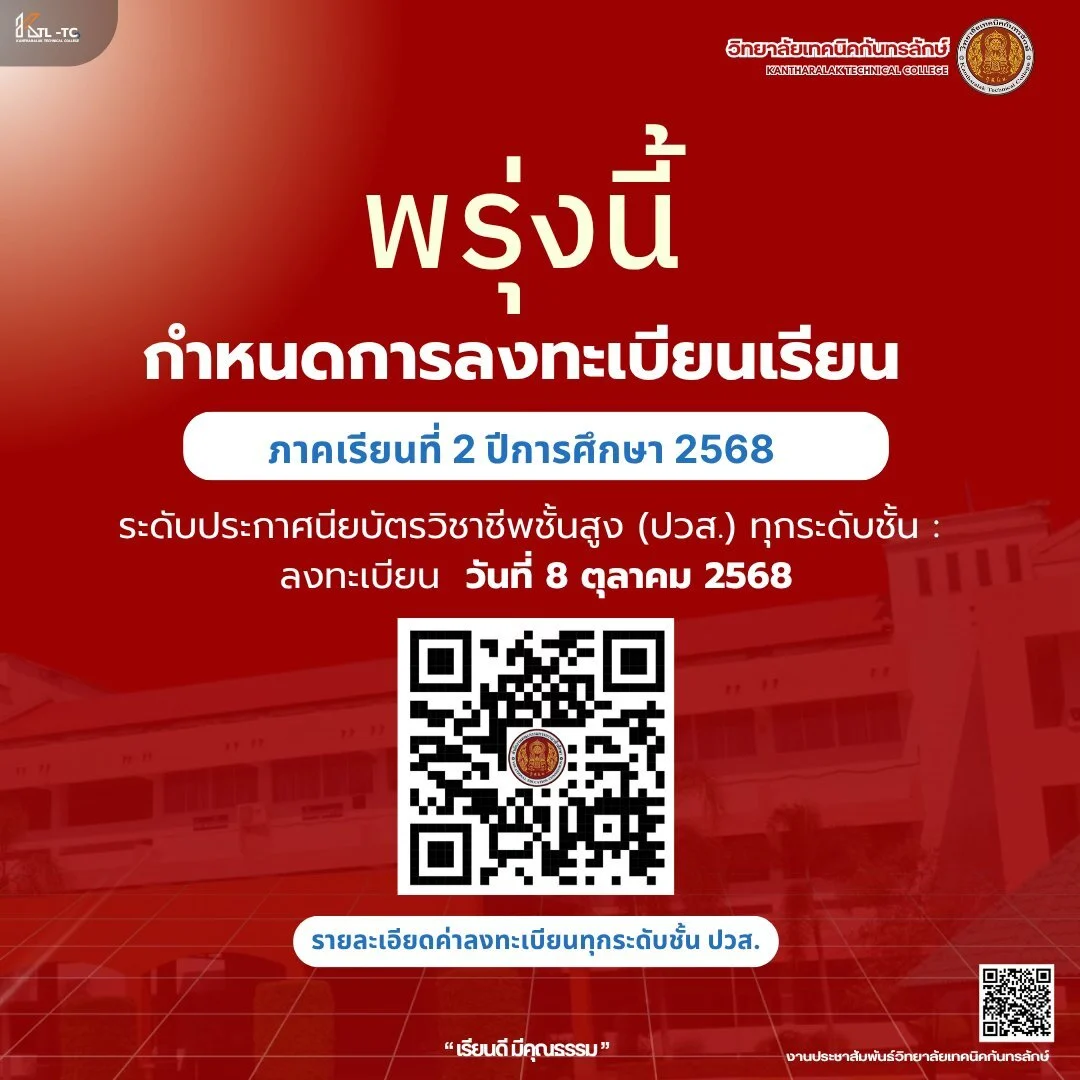 KTL -TC
KANTHARALAK TECHNICAL COLLEGE
วิทยาลัยเทคนิคกันทรลักษ์
KANTHARALAK TECHNICAL COLLEGE
พรุ่งนี้
กำหนดการลงทะเบียนเรียน
ภาคเรียนที่ 2 ปีการศึกษา 2568
ระดับประกาศนียบัตรวิชาชีพชั้นสูง (ปวส.) ทุกระดับชั้น :
ลงทะเบียน วันที่ 8 ตุลาคม 2568
รายละเอียดค่าลงทะเบียนทุกระดับชั้น ปวส.
“ เรียนดี มีคุณธรรม ”
งานประชาสัมพันธ์วิทยาลัยเทคนิคกันทรลักษ์